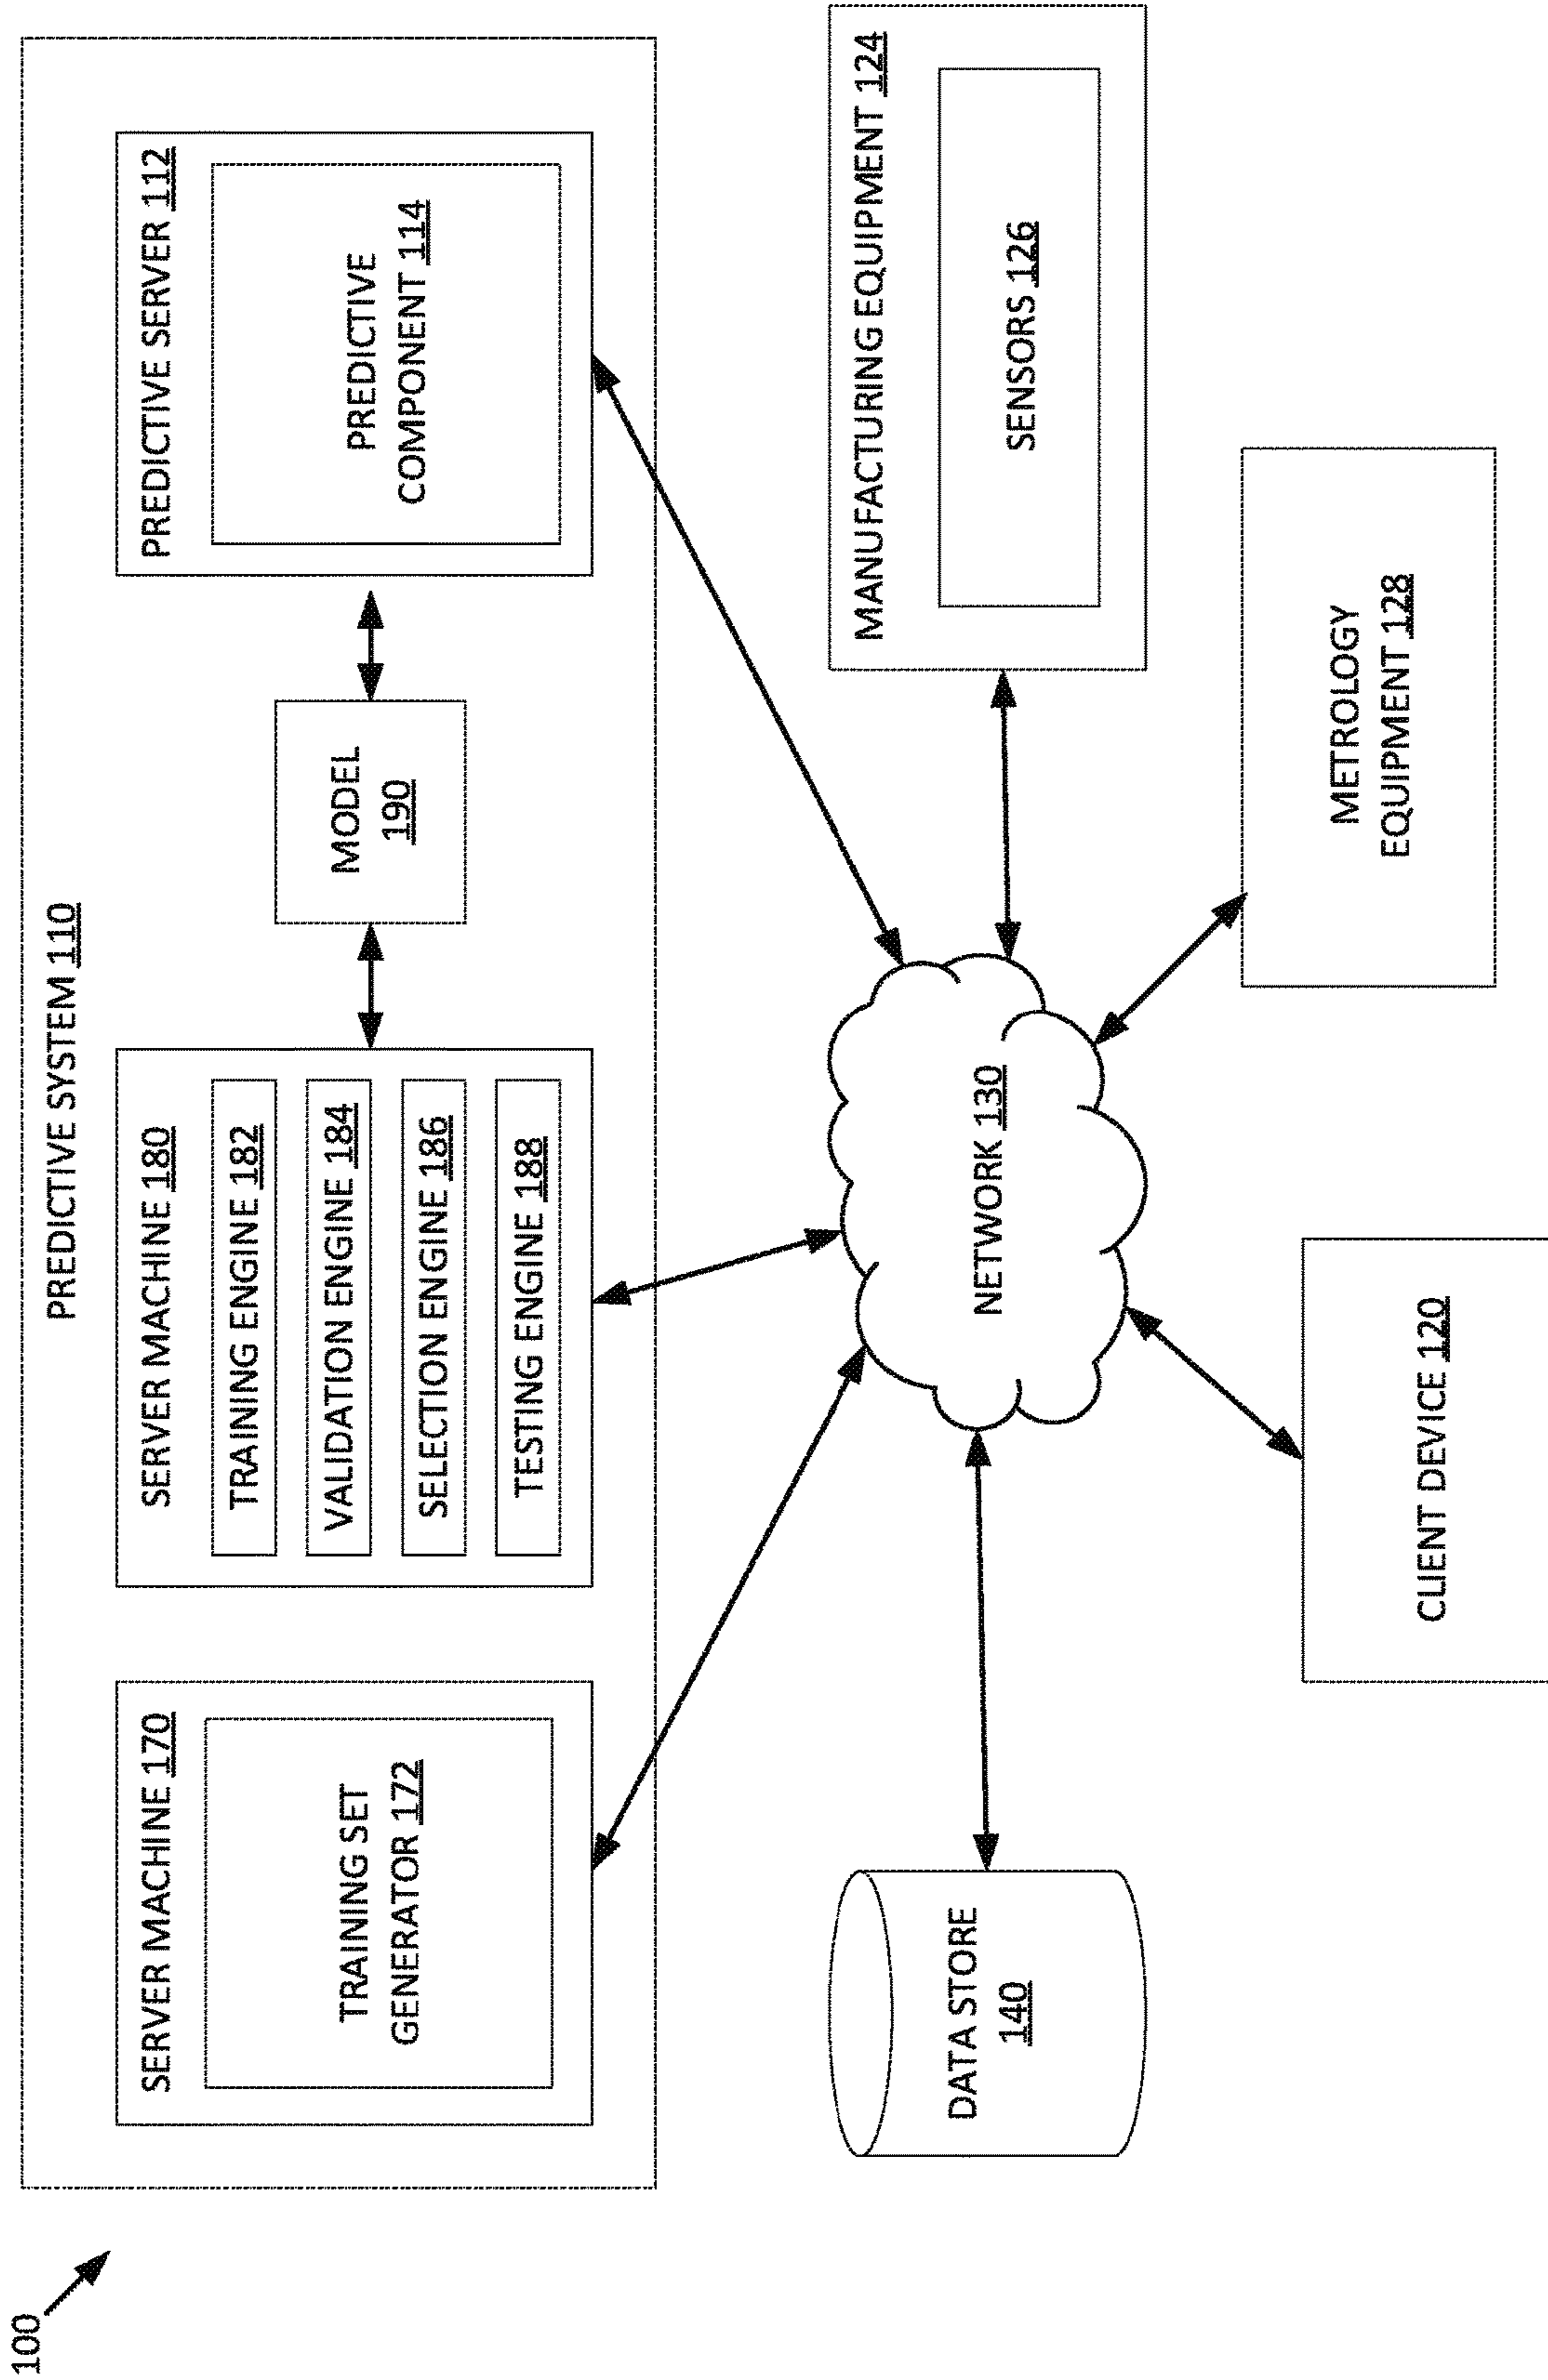 100
PREDICTIVE SYSTEM 110
SERVER MACHINE 170
TRAINING SET
GENERATOR 172
SERVER MACHINE 180
TRAINING ENGINE 182
VALIDATION ENGINE 184
SELECTION ENGINE 186
TESTING ENGINE 188
MODEL
190
PREDICTIVE SERVER 112
PREDICTIVE
COMPONENT 114
DATA STORE
140
NETWORK 130
MANUFACTURING EQUIPMENT 124
SENSORS 126
CLIENT DEVICE 120
METROLOGY
EQUIPMENT 128